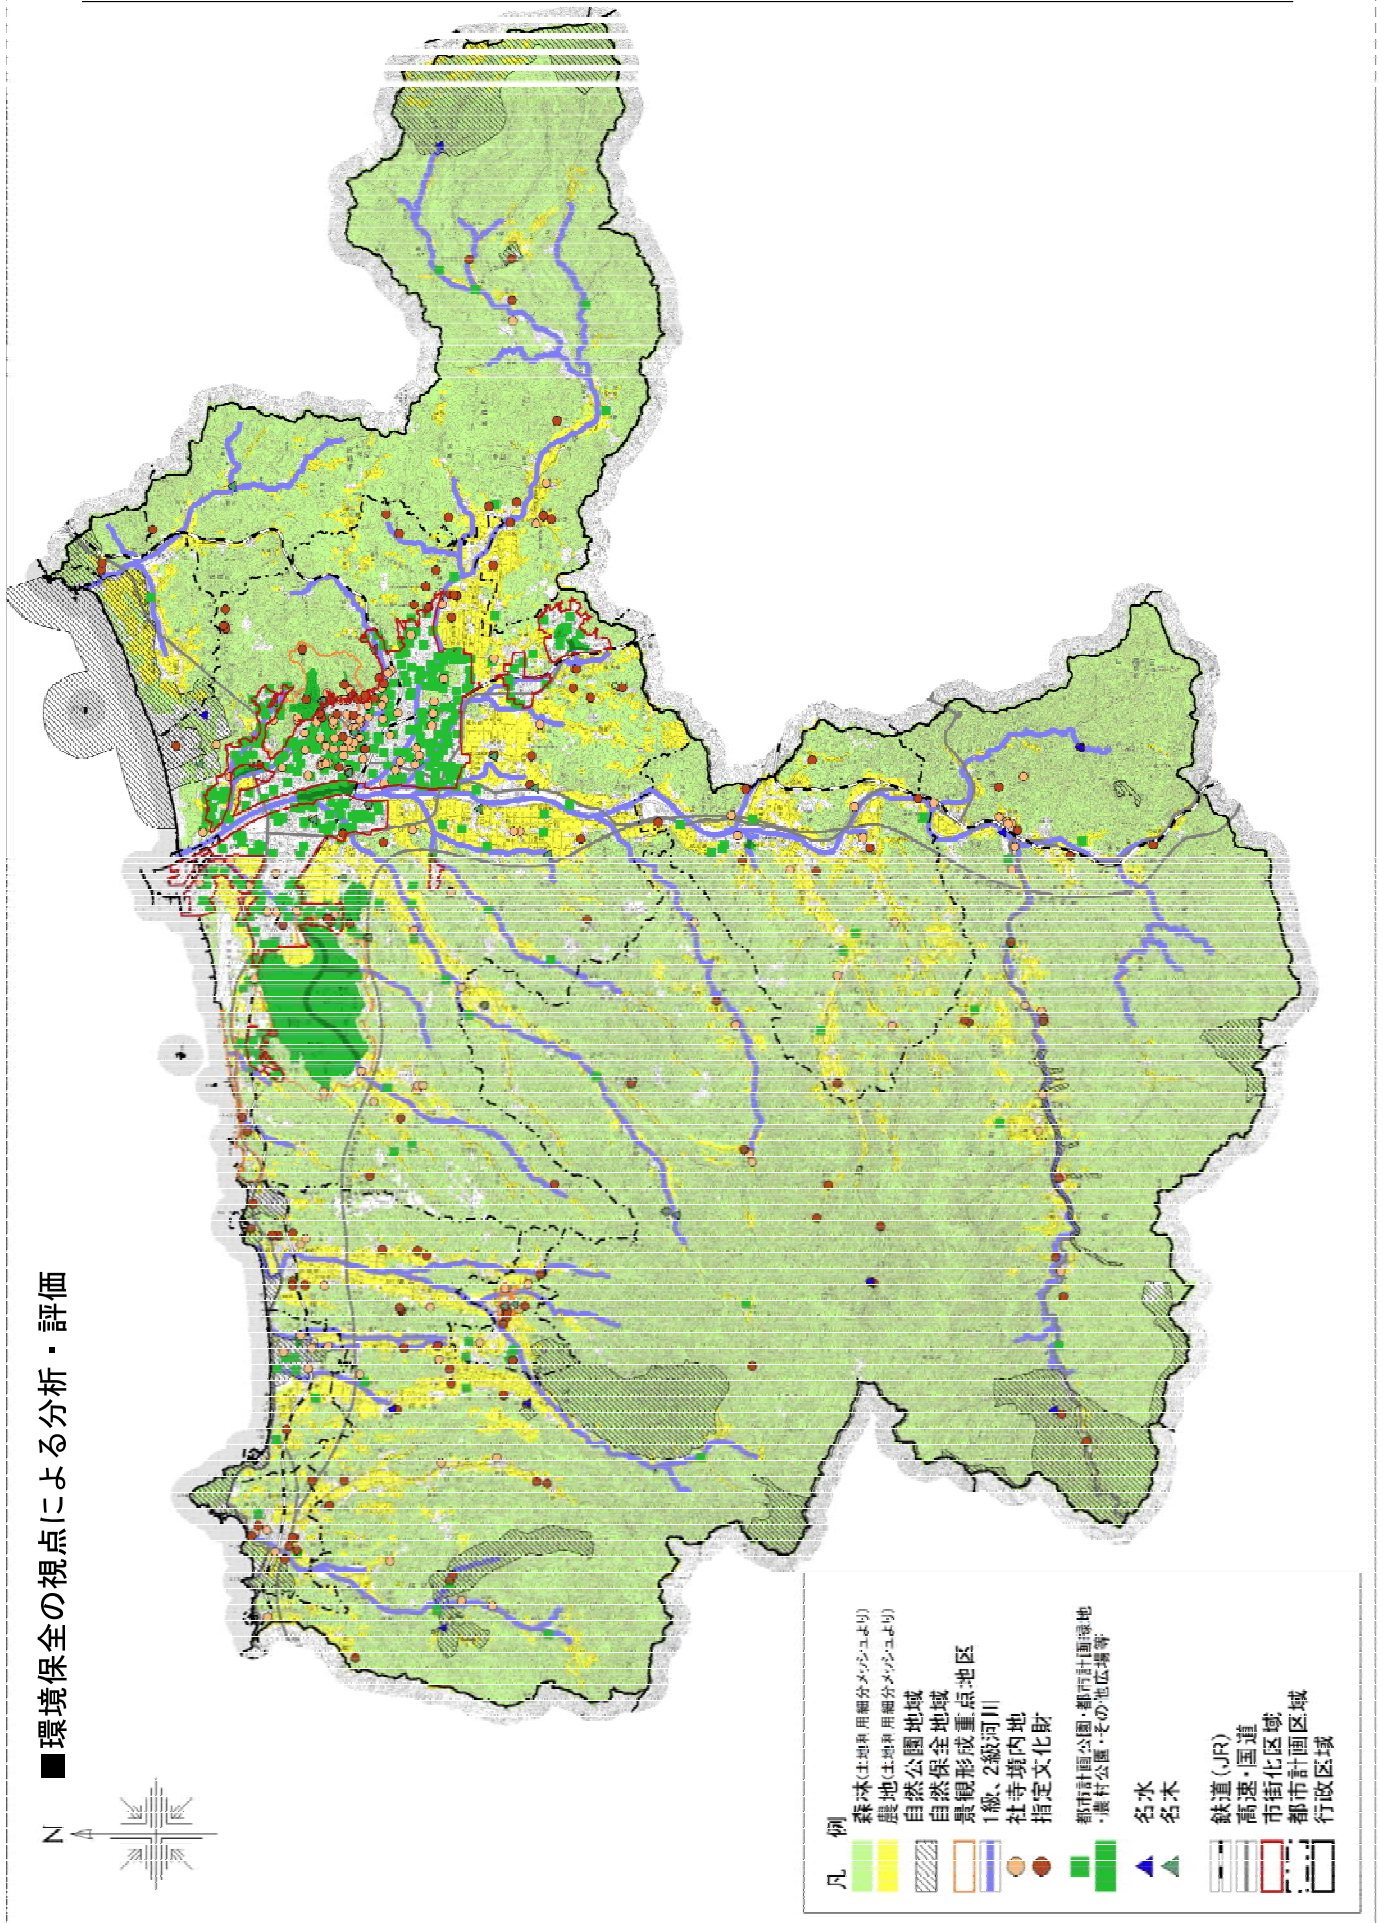 ■環境保全の視点による分析・評価
N
凡　例
森林(土地利用細分メッシュより)
農地(土地利用細分メッシュより)
自然公園地域
自然保全地域
景観形成重点地区
1級、2級河川
社寺境内地
指定文化財
都市計画公園・都市計画緑地
・農村公園・その他広場等
名水
名木
鉄道(JR)
高速・国道
市街化区域
都市計画区域
行政区域